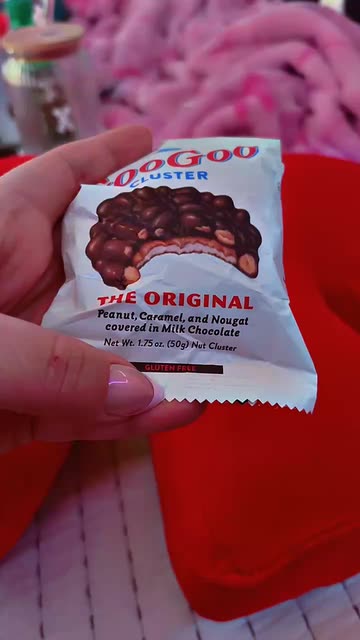 GooGoo
CLUSTER
THE ORIGINAL
Peanut, Caramel, and Nougat
covered in Milk Chocolate
Net Wt. 1.75 oz. (50g) Nut Cluster
GLUTEN FREE